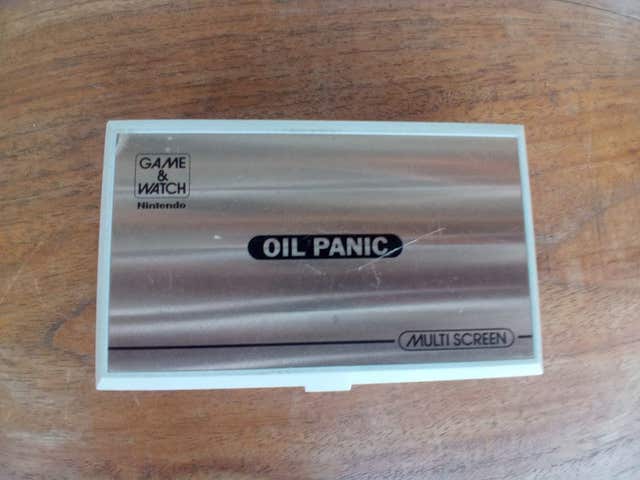 GAME
&
WATCH
Nintendo
OIL PANIC
MULTI SCREEN